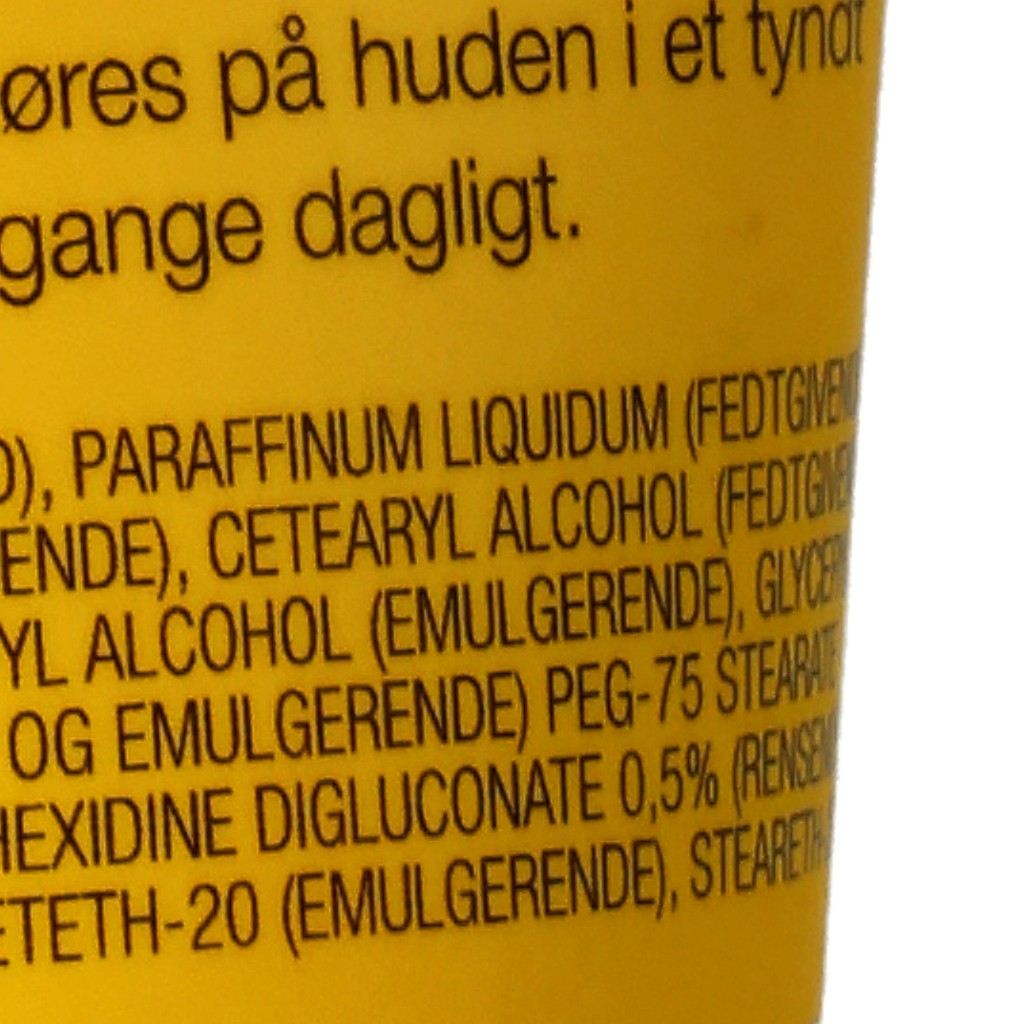 øres på huden i et tyndt
gange dagligt.
), PARAFFINUM LIQUIDUM (FEDTGIVEN
ENDE), CETEARYL ALCOHOL (FEDTGIVE
YL ALCOHOL (EMULGERENDE), GLYCER
OG EMULGERENDE) PEG-75 STEARATE
HEXIDINE DIGLUCONATE 0,5% (RENSEN
ETETH-20 (EMULGERENDE), STEARETH-